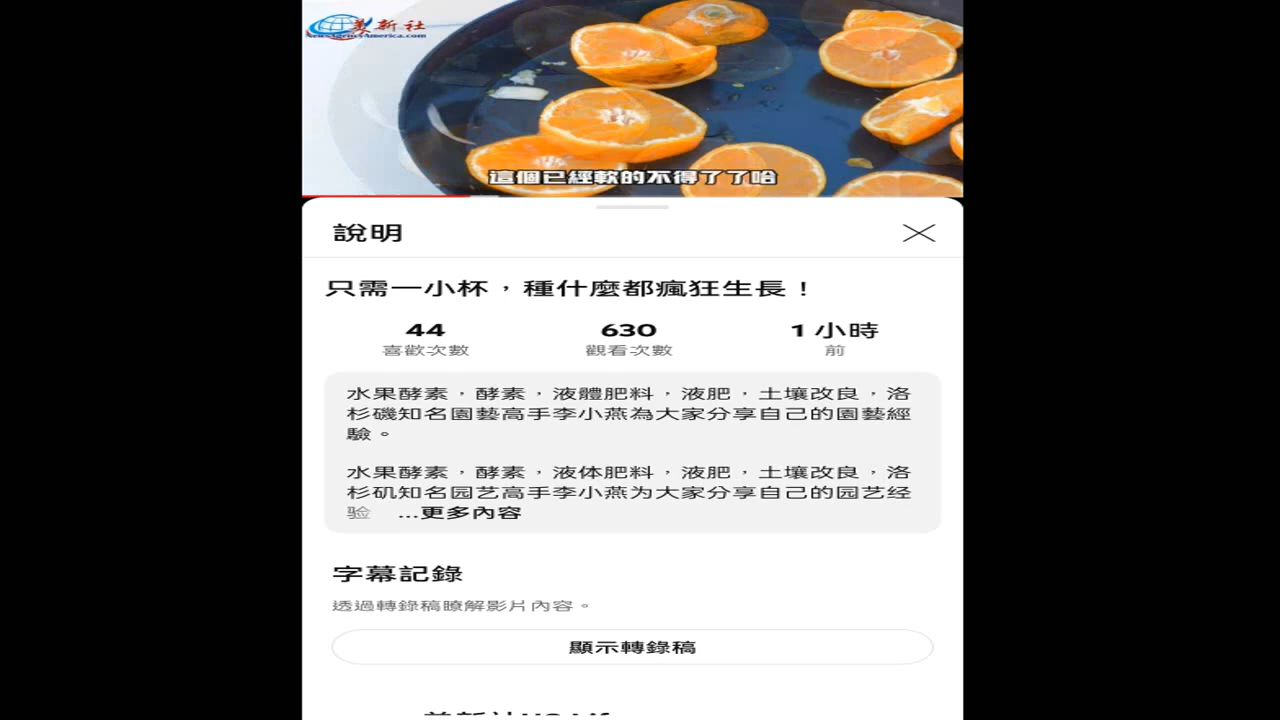 美新社
NewsAgencyAmerica.com
這個已經軟的不得了了哈
說明
只需一小杯，種什麼都瘋狂生長！
44 630 1 小時
喜歡次數 觀看次數 前
水果酵素，酵素，液體肥料，液肥，土壤改良，洛
杉磯知名園藝高手李小燕為大家分享自己的園藝經
驗。
水果酵素，酵素，液体肥料，液肥，土壤改良，洛
杉矶知名园艺高手李小燕为大家分享自己的园艺经
验 ...更多內容
字幕記錄
透過轉錄稿瞭解影片內容。
顯示轉錄稿